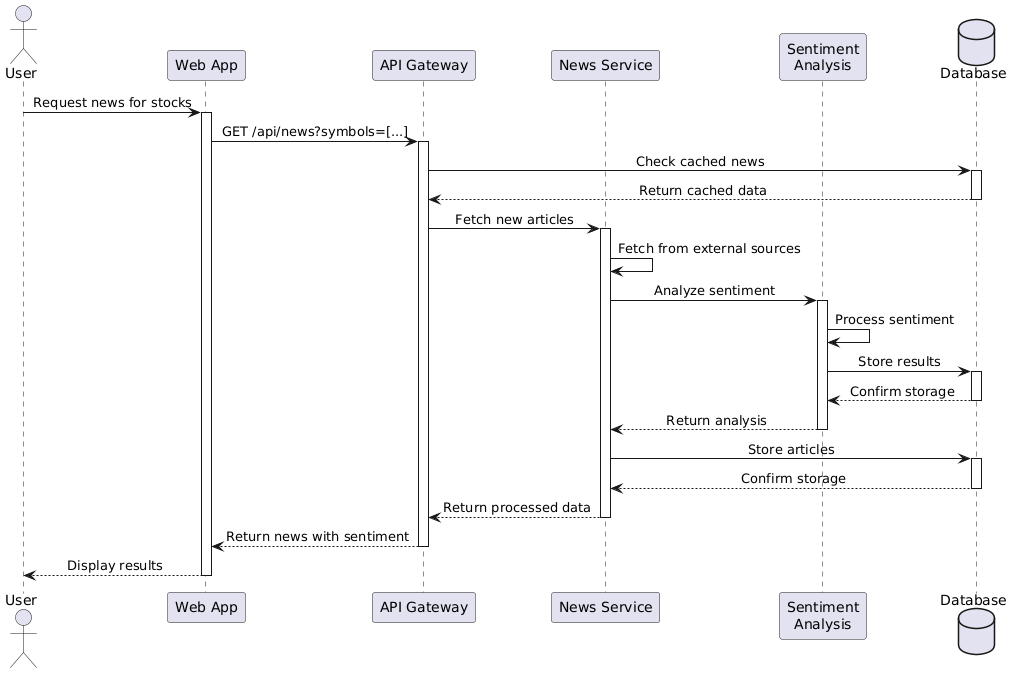 User
Web App
API Gateway
News Service
Sentiment
Analysis
Database
Request news for stocks
GET /api/news?symbols=[...]
Check cached news
Return cached data
Fetch new articles
Fetch from external sources
Analyze sentiment
Process sentiment
Store results
Confirm storage
Return analysis
Store articles
Confirm storage
Return processed data
Return news with sentiment
Display results
User
Web App
API Gateway
News Service
Sentiment
Analysis
Database